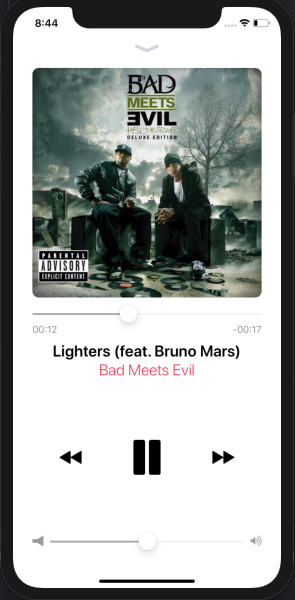 8:44
BAD
MEETS
EVIL
HELL: THE SEQUEL
DELUXE EDITION
PARENTAL
ADVISORY
EXPLICIT CONTENT
00:12
-00:17
Lighters (feat. Bruno Mars)
Bad Meets Evil